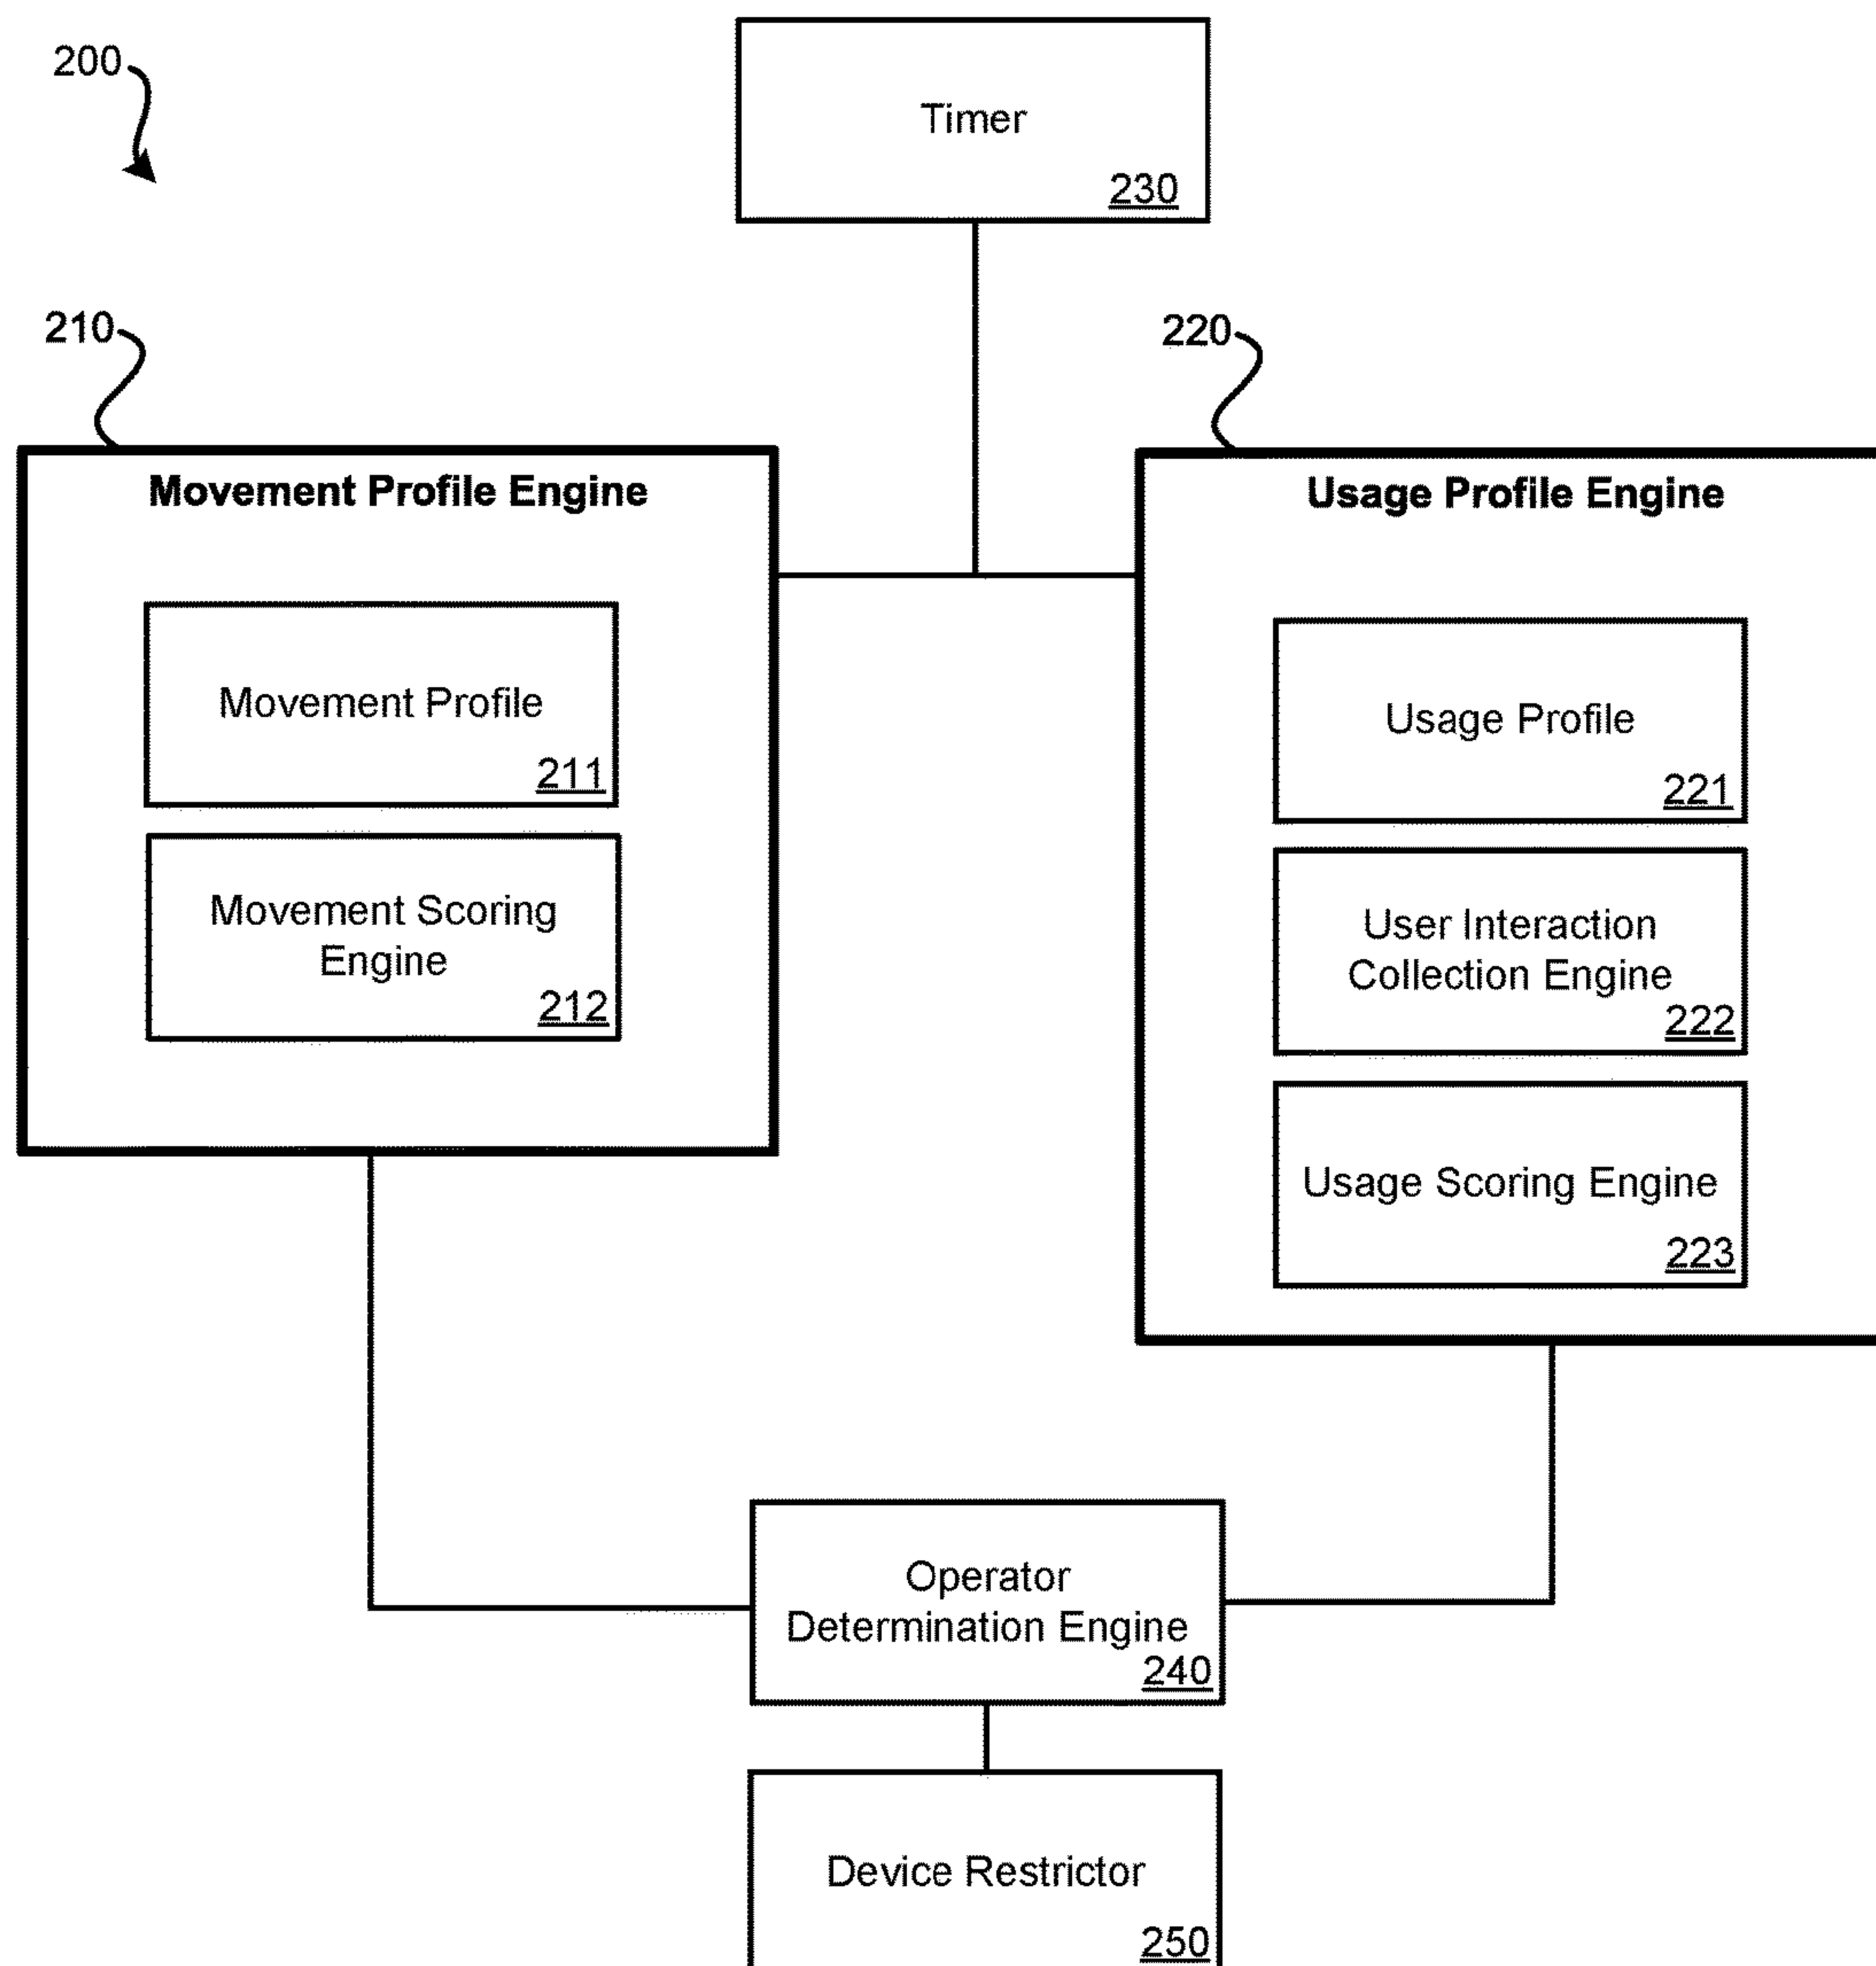 200
Timer
230
210
220
Movement Profile Engine
Usage Profile Engine
Movement Profile
211
Movement Scoring
Engine
212
Usage Profile
221
User Interaction
Collection Engine
222
Usage Scoring Engine
223
Operator
Determination Engine
240
Device Restrictor
250